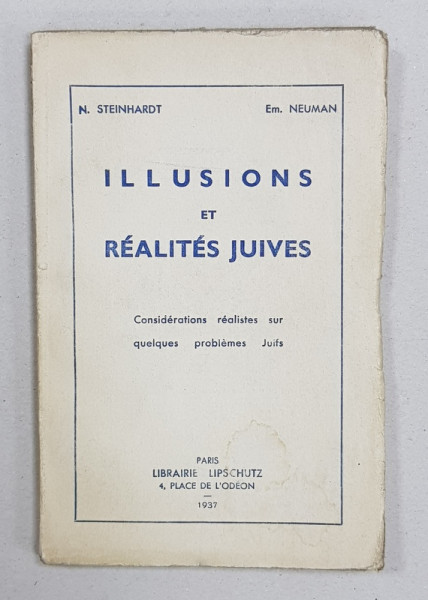 N. STEINHARDT Em. NEUMAN
ILLUSIONS
ET
RÉALITÉS JUIVES
Considérations réalistes sur
quelques problèmes Juifs
PARIS
LIBRAIRIE LIPSCHUTZ
4, PLACE DE L'ODÉON
—
1937